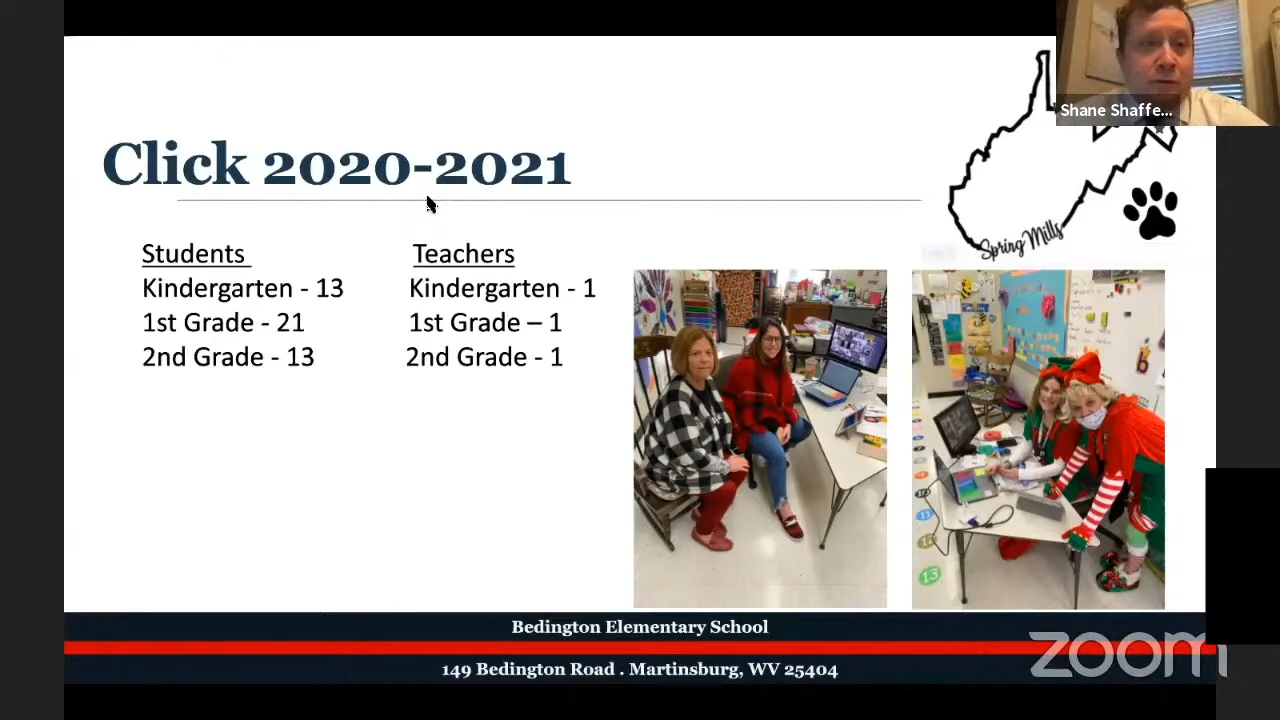 Shane Shaffe...
Click 2020-2021
Spring Mills
Students
Teachers
Kindergarten - 13
Kindergarten - 1
1st Grade - 21
1st Grade – 1
2nd Grade - 13
2nd Grade - 1
13
Bedington Elementary School
149 Bedington Road . Martinsburg, WV 25404
zoom